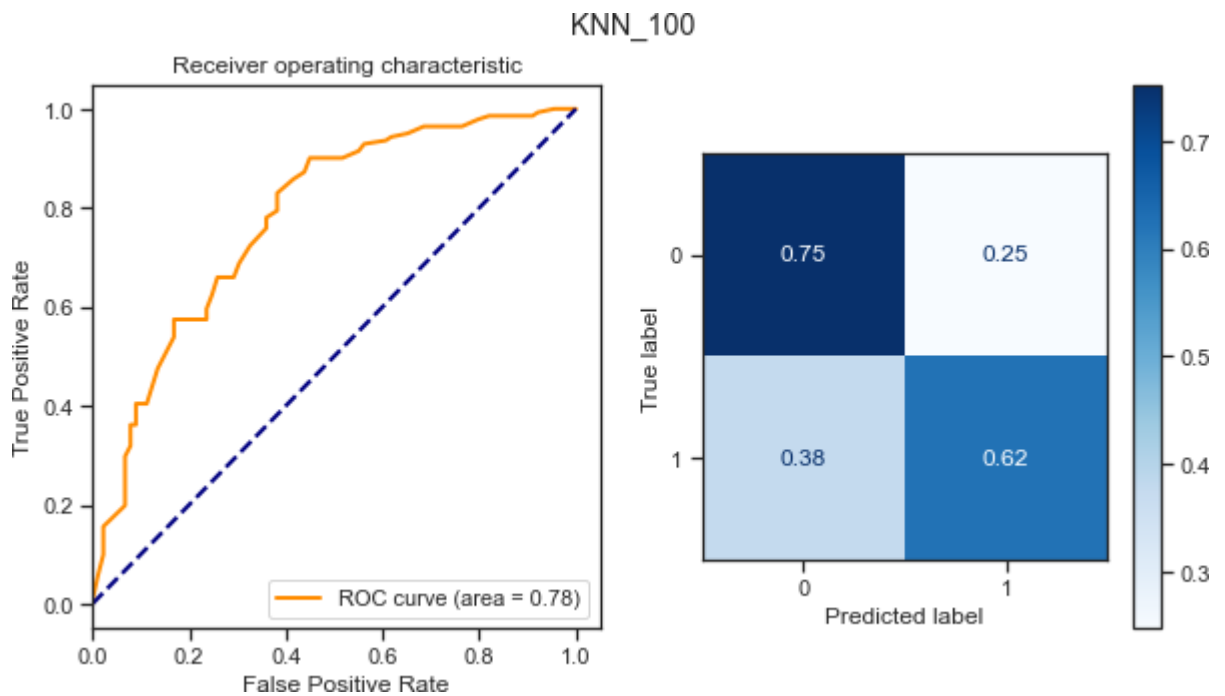 KNN_100
Receiver operating characteristic
True Positive Rate
1.0
0.8
0.6
0.4
0.2
0.0
0.0 0.2 0.4 0.6 0.8 1.0
False Positive Rate
ROC curve (area = 0.78)
True label
0
1
0.75 0.25
0.38 0.62
0 1
Predicted label
0.7
0.6
0.5
0.4
0.3